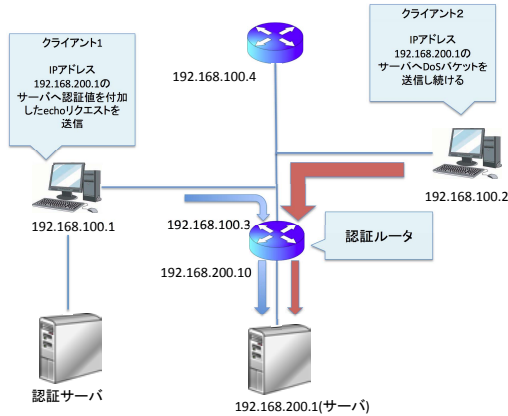 クライアント1
IPアドレス
192.168.200.1の
サーバへ認証値を付加
したechoリクエストを
送信
クライアント2
IPアドレス
192.168.200.1の
サーバへDoSパケットを
送信し続ける
192.168.100.4
192.168.100.2
192.168.100.1
192.168.100.3
認証ルータ
192.168.200.10
認証サーバ
192.168.200.1(サーバ)